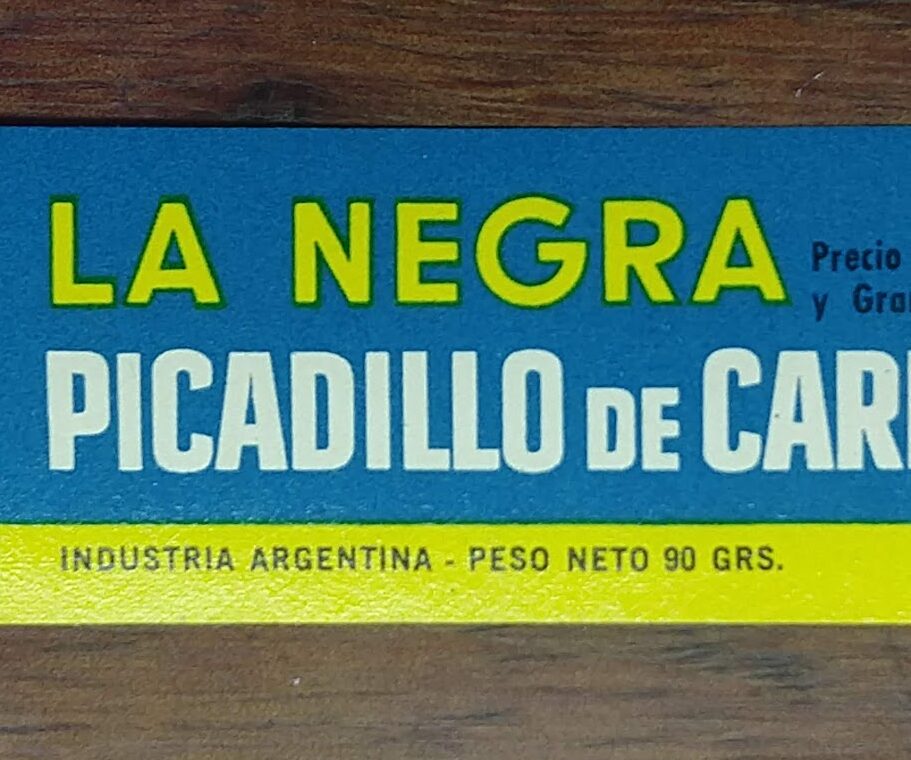 LA NEGRA
Precio
y
PICADILLO DE
INDUSTRIA ARGENTINA - PESO NETO 90 GRS.